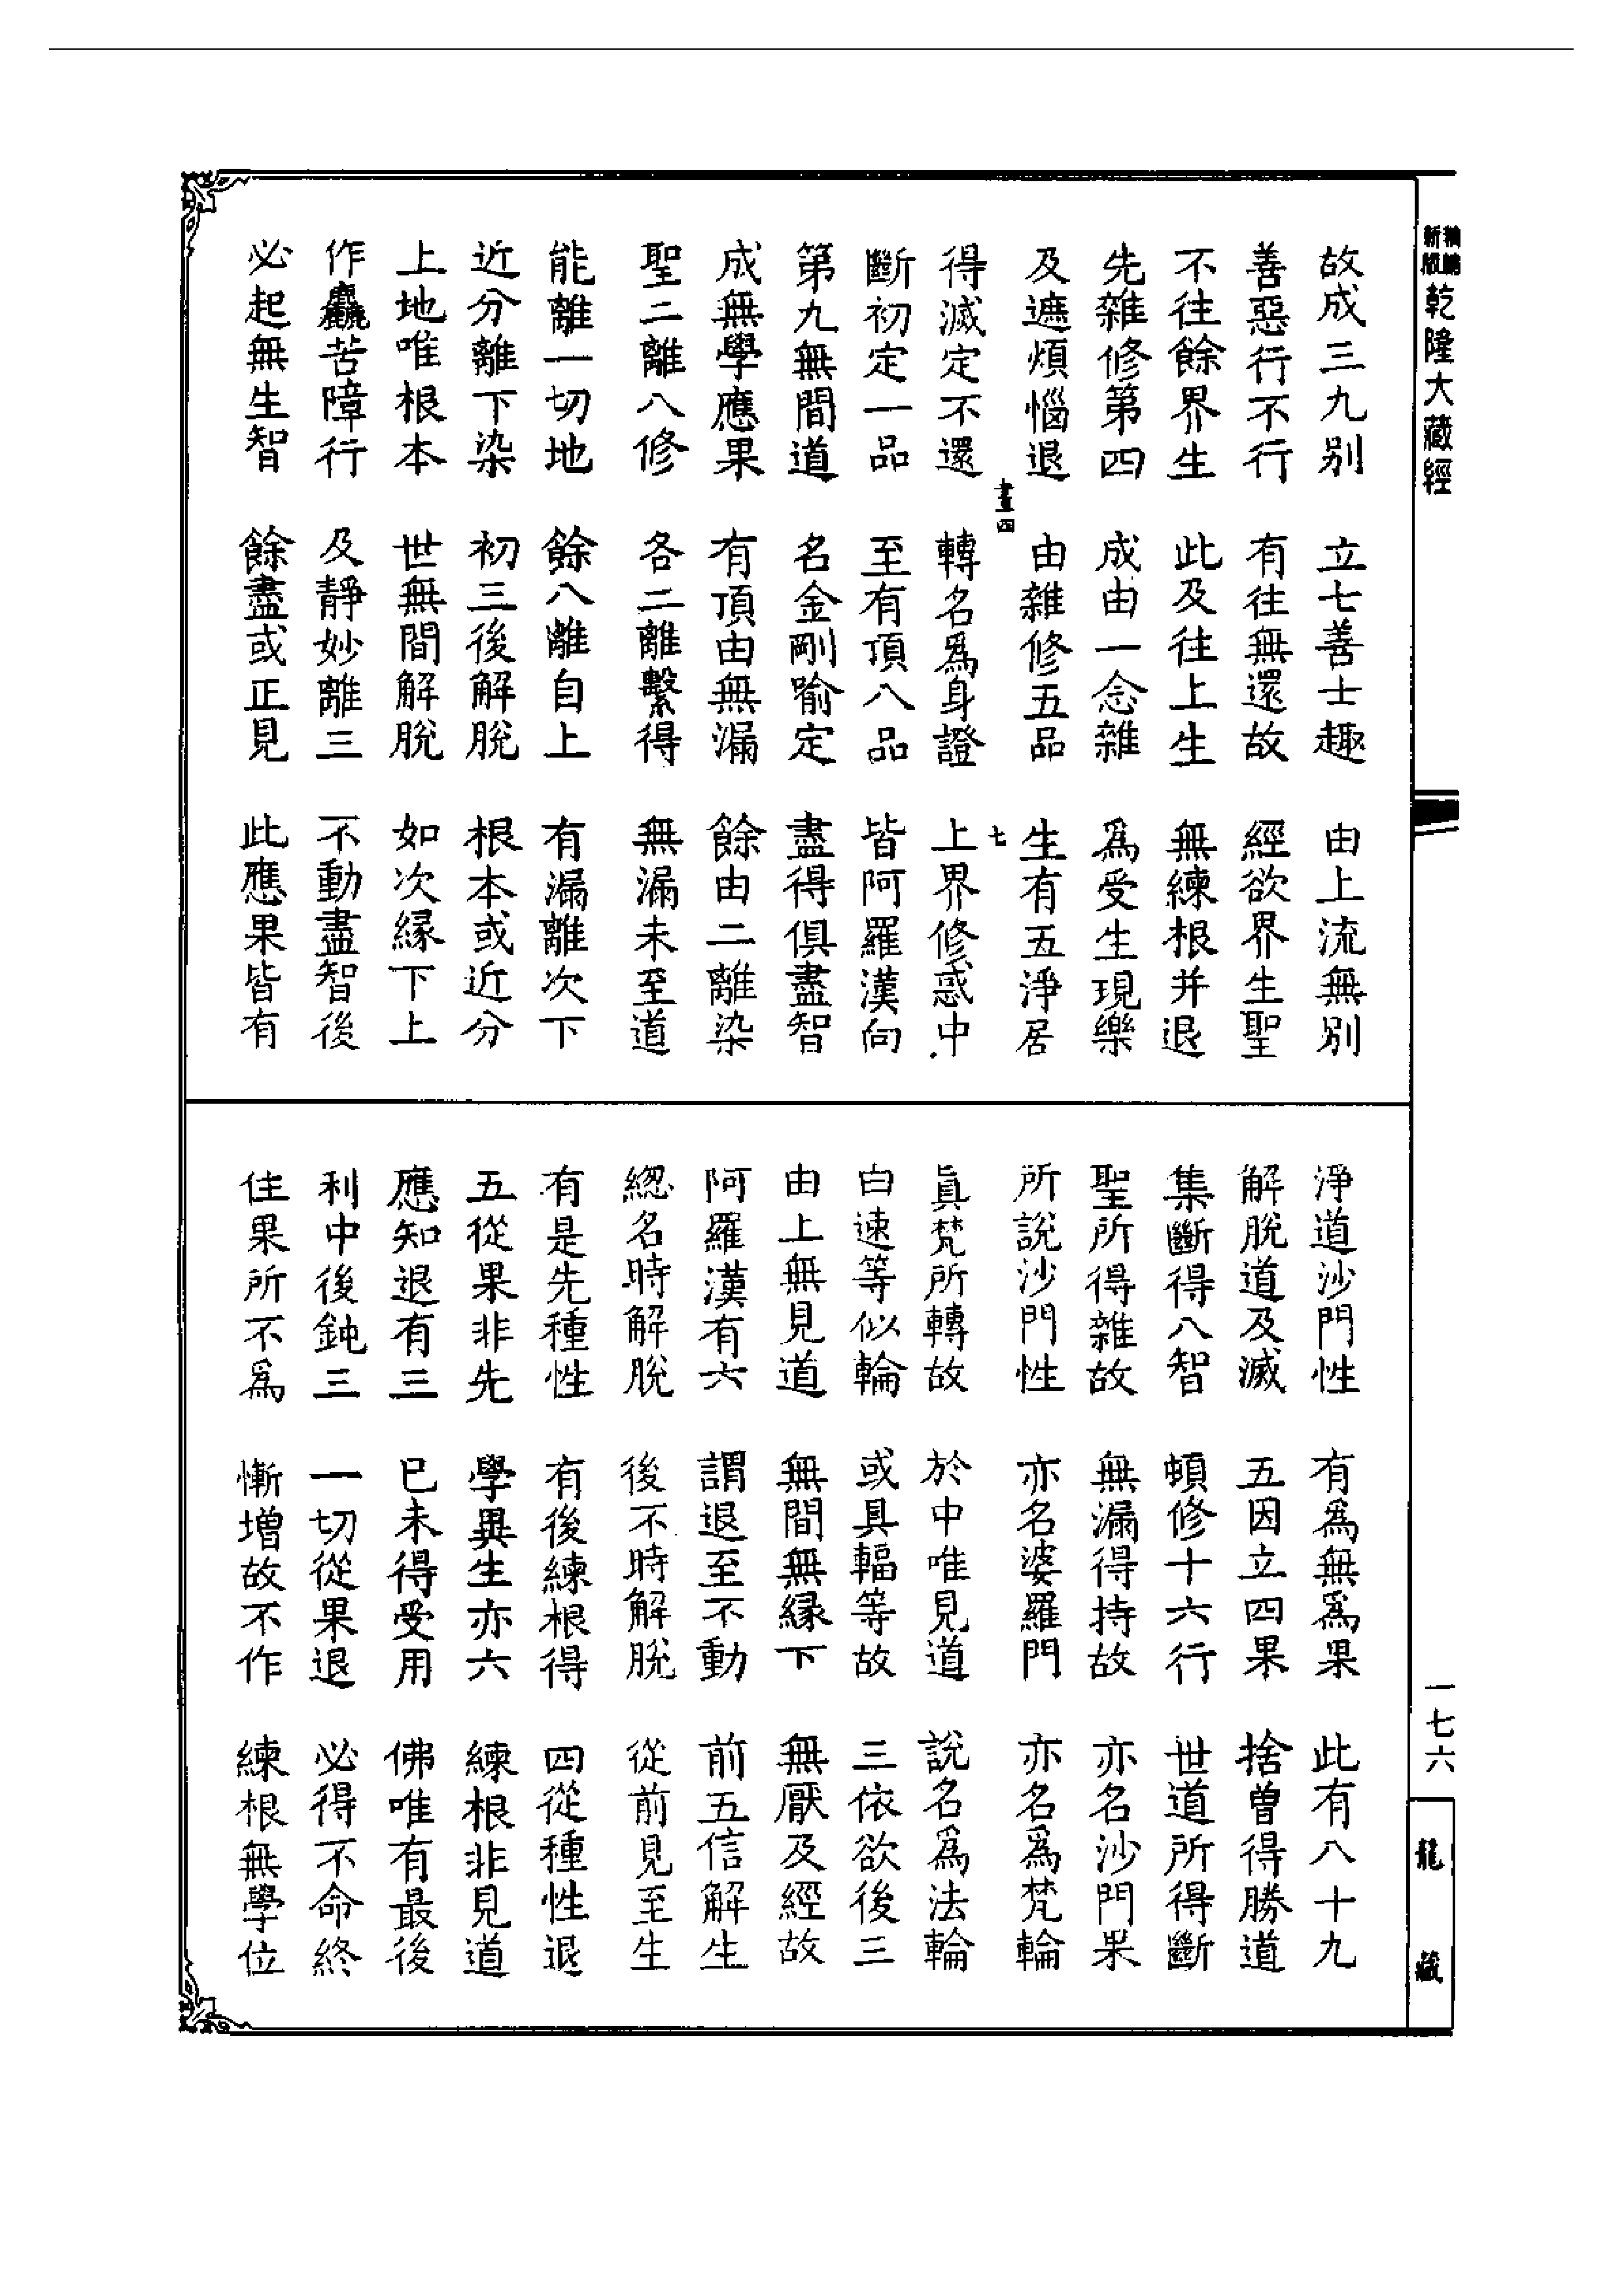 精縮新版乾隆大藏經
故成三九別　立七善士趣　由上流無別
善惡行不行　有往無還故　經欲界生聖
不往餘界生　此及往上生　無練根并退
先雜修第四　成由一念雜　爲受生現樂
及遮煩惱退　由雜修五品　生有五淨居
畫四　七
得滅定不還　轉名爲身證　上界修惑中
斷初定一品　至有頂八品　皆阿羅漢向
第九無間道　名金剛喻定　盡得俱盡智
成無學應果　有頂由無漏　餘由二離染
聖二離八修　各二離繫得　無漏未至道
能離一切地　餘八離自上　有漏離次下
近分離下染　初三後解脫　根本或近分
上地唯根本　世無間解脫　如次緣下上
作麤苦障行　及靜妙離三　不動盡智後
必起無生智　餘盡或正見　此應果皆有
淨道沙門性　有爲無爲果　此有八十九
解脫道及滅　五因立四果　捨曾得勝道
集斷得八智　頓修十六行　世道所得斷
聖所得雜故　無漏得持故　亦名沙門果
所說沙門性　亦名婆羅門　亦名爲梵輪
眞梵所轉故　於中唯見道　說名爲法輪
白速等似輪　或具輻等故　三依欲後三
由上無見道　無間無緣下　無厭及經故
阿羅漢有六　謂退至不動　前五信解生
總名時解脫　後不時解脫　從前見至生
有是先種性　有後練根得　四從種性退
五從果非先　學異生亦六　練根非見道
應知退有三　已未得受用　佛唯有最後
利中後鈍三　一切從果退　必得不命終
住果所不爲　慚增故不作　練根無學位
一七六
龍藏